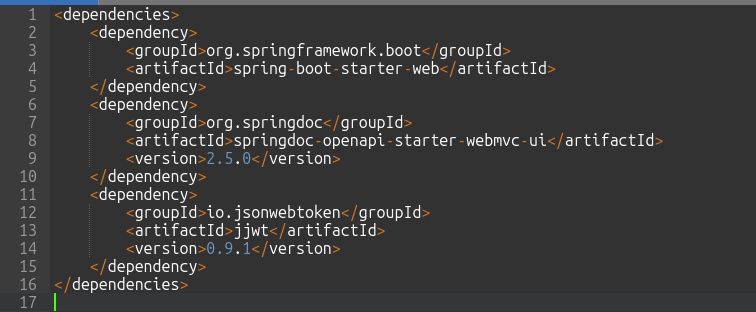 1 <dependencies>
2     <dependency>
3         <groupId>org.springframework.boot</groupId>
4         <artifactId>spring-boot-starter-web</artifactId>
5     </dependency>
6     <dependency>
7         <groupId>org.springdoc</groupId>
8         <artifactId>springdoc-openapi-starter-webmvc-ui</artifactId>
9         <version>2.5.0</version>
10     </dependency>
11     <dependency>
12         <groupId>io.jsonwebtoken</groupId>
13         <artifactId>jjwt</artifactId>
14         <version>0.9.1</version>
15     </dependency>
16 </dependencies>
17